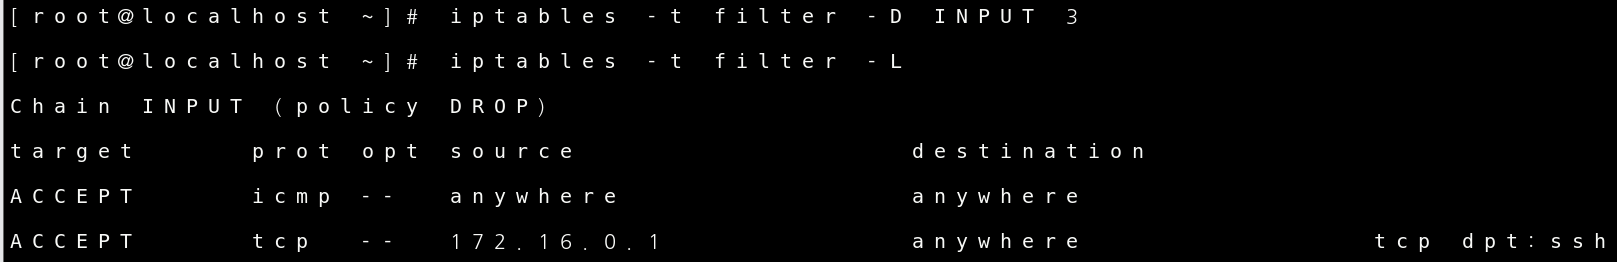 [root@localhost ~]# iptables -t filter -D INPUT 3
[root@localhost ~]# iptables -t filter -L
Chain INPUT (policy DROP)
target     prot opt source               destination
ACCEPT     icmp --  anywhere             anywhere
ACCEPT     tcp  --  172.16.0.1           anywhere             tcp dpt:ssh